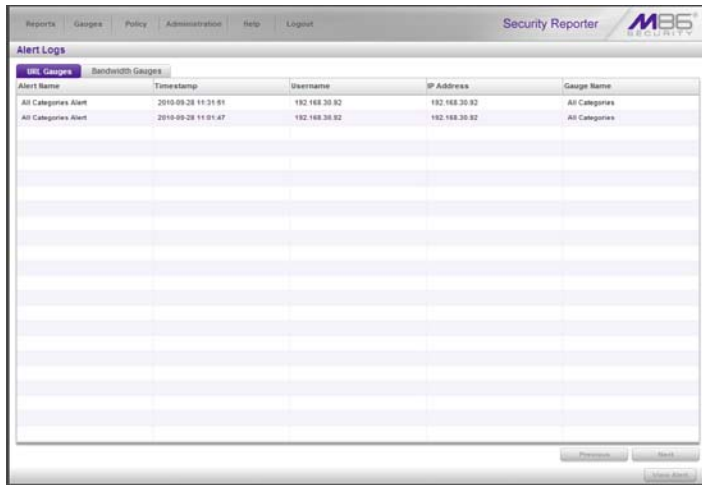 Reports Gauges Policy Administration Help Logout Security Reporter M86 SECURITY
Alert Logs
URL Gauges Bandwidth Gauges
Alert Name Timestamp Username IP Address Gauge Name
All Categories Alert 2010-09-28 11:31:51 192.168.30.92 192.168.30.92 All Categories
All Categories Alert 2010-09-28 11:01:47 192.168.30.92 192.168.30.92 All Categories
Previous Next
View Alert